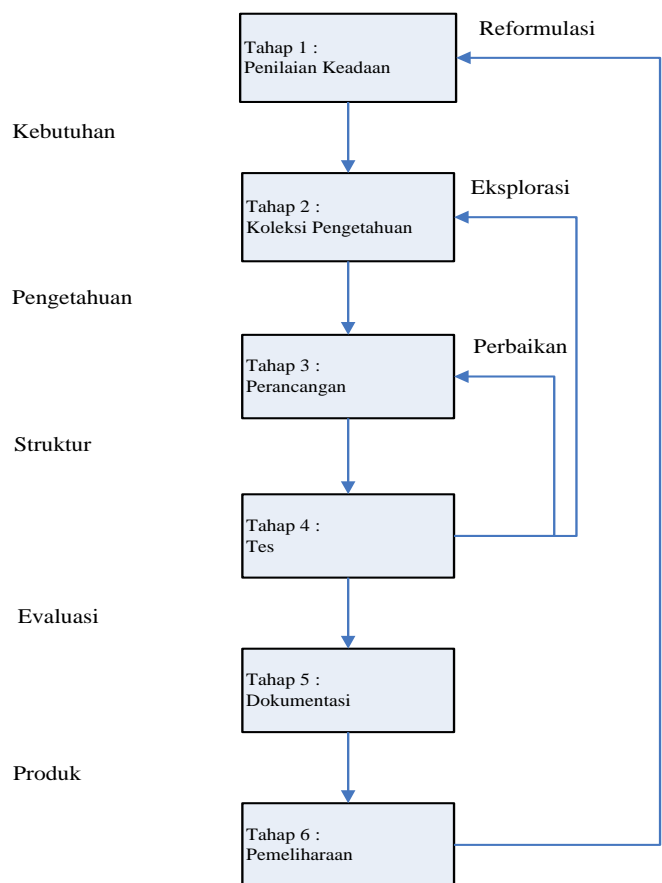 Reformulasi
Tahap 1 :
Penilaian Keadaan
Kebutuhan
Eksplorasi
Tahap 2 :
Koleksi Pengetahuan
Pengetahuan
Perbaikan
Tahap 3 :
Perancangan
Struktur
Tahap 4 :
Tes
Evaluasi
Tahap 5 :
Dokumentasi
Produk
Tahap 6 :
Pemeliharaan